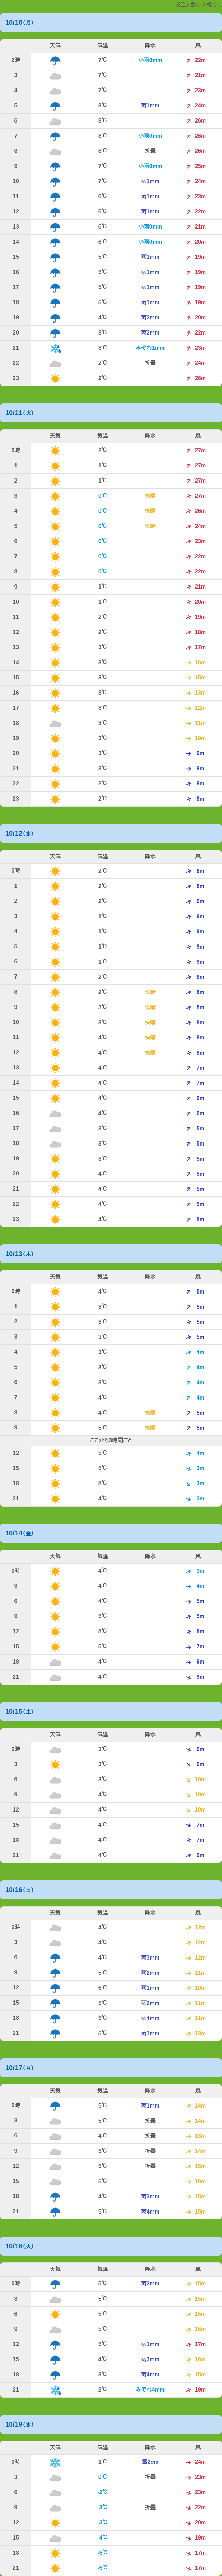 ※間ヶ岳の予報です
10/10(月)
天気 気温 降水 風
2時 7℃ 小雨0mm 22m
3 7℃ 21m
4 7℃ 23m
5 8℃ 雨1mm 24m
6 8℃ 26m
7 8℃ 小雨0mm 26m
8 8℃ 折曇 26m
9 7℃ 小雨0mm 25m
10 7℃ 雨1mm 24m
11 6℃ 雨1mm 23m
12 6℃ 雨1mm 22m
13 6℃ 小雨0mm 21m
14 6℃ 小雨0mm 20m
15 5℃ 雨1mm 19m
16 5℃ 雨1mm 19m
17 5℃ 雨1mm 19m
18 5℃ 雨1mm 19m
19 4℃ 雨2mm 20m
20 3℃ 雨2mm 22m
21 3℃ みぞれ1mm 23m
22 2℃ 折曇 24m
23 2℃ 26m
10/11(火)
天気 気温 降水 風
0時 2℃ 27m
1 1℃ 27m
2 1℃ 27m
3 0℃ 快晴 27m
4 0℃ 快晴 26m
5 0℃ 快晴 24m
6 0℃ 23m
7 0℃ 22m
8 0℃ 22m
9 1℃ 21m
10 1℃ 20m
11 2℃ 19m
12 2℃ 18m
13 3℃ 17m
14 3℃ 16m
15 3℃ 15m
16 3℃ 13m
17 3℃ 12m
18 3℃ 11m
19 3℃ 10m
20 3℃ 9m
21 3℃ 8m
22 2℃ 8m
23 2℃ 8m
10/12(水)
天気 気温 降水 風
0時 2℃ 8m
1 2℃ 8m
2 2℃ 9m
3 1℃ 9m
4 1℃ 9m
5 1℃ 9m
6 1℃ 9m
7 2℃ 9m
8 2℃ 快晴 8m
9 3℃ 快晴 8m
10 3℃ 快晴 8m
11 4℃ 快晴 8m
12 4℃ 快晴 8m
13 4℃ 7m
14 4℃ 7m
15 4℃ 6m
16 4℃ 6m
17 3℃ 5m
18 3℃ 5m
19 3℃ 5m
20 4℃ 5m
21 4℃ 5m
22 4℃ 5m
23 4℃ 5m
10/13(木)
天気 気温 降水 風
0時 4℃ 5m
1 3℃ 5m
2 3℃ 5m
3 3℃ 5m
4 3℃ 4m
5 3℃ 4m
6 3℃ 4m
7 4℃ 4m
8 4℃ 快晴 5m
9 5℃ 快晴 5m
ここから3時間ごと
12 5℃ 4m
15 5℃ 3m
18 5℃ 3m
21 4℃ 3m
10/14(金)
天気 気温 降水 風
0時 4℃ 3m
3 4℃ 4m
6 4℃ 5m
9 5℃ 5m
12 5℃ 5m
15 5℃ 7m
18 4℃ 9m
21 4℃ 9m
10/15(土)
天気 気温 降水 風
0時 3℃ 9m
3 3℃ 9m
6 3℃ 10m
9 4℃ 10m
12 4℃ 10m
15 4℃ 7m
18 4℃ 7m
21 4℃ 9m
10/16(日)
天気 気温 降水 風
0時 4℃ 12m
3 4℃ 12m
6 4℃ 雨3mm 12m
9 5℃ 雨2mm 11m
12 6℃ 雨1mm 10m
15 5℃ 雨2mm 11m
18 5℃ 雨4mm 11m
21 5℃ 雨1mm 13m
10/17(月)
天気 気温 降水 風
0時 5℃ 雨1mm 14m
3 5℃ 折曇 14m
6 4℃ 折曇 13m
9 5℃ 折曇 14m
12 5℃ 折曇 15m
15 5℃ 15m
18 4℃ 雨3mm 15m
21 5℃ 雨4mm 15m
10/18(火)
天気 気温 降水 風
0時 5℃ 雨2mm 15m
3 5℃ 15m
6 5℃ 15m
9 5℃ 16m
12 5℃ 雨1mm 17m
15 4℃ 雨3mm 16m
18 3℃ 雨4mm 15m
21 2℃ みぞれ4mm 19m
10/19(水)
天気 気温 降水 風
0時 1℃ 雪2cm 24m
3 0℃ 折曇 23m
6 -2℃ 23m
9 -3℃ 折曇 22m
12 -3℃ 20m
15 -4℃ 19m
18 -5℃ 17m
21 -5℃ 17m